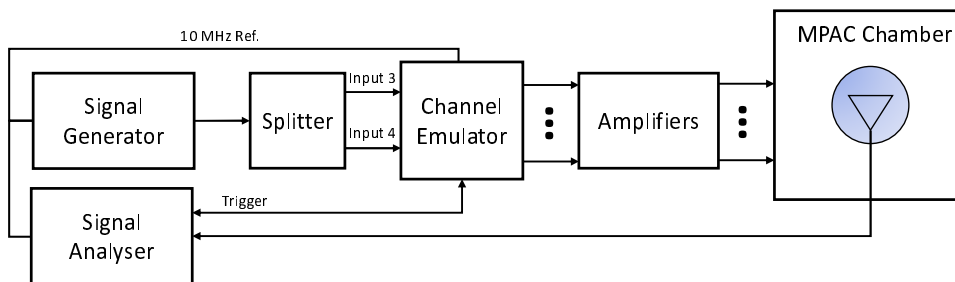 10 MHz Ref.
MPAC Chamber
Signal
Generator
Splitter
Input 3
Input 4
Channel
Emulator
Amplifiers
Trigger
Signal
Analyser